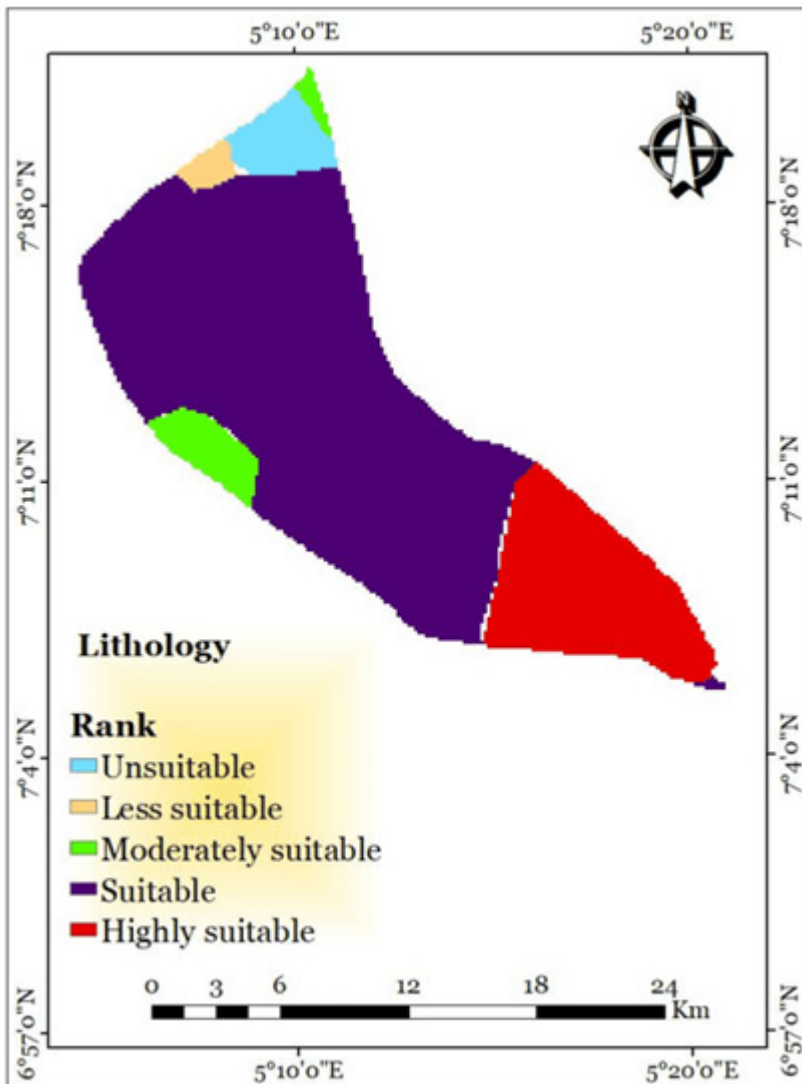 5°10'0"E 5°20'0"E
N
7°18'0"N 7°18'0"N
7°11'0"N 7°11'0"N
Lithology
Rank
Unsuitable
Less suitable
Moderately suitable
Suitable
Highly suitable
7°4'0"N 7°4'0"N
0 3 6 12 18 24
Km
6°57'0"N 6°57'0"N
5°10'0"E 5°20'0"E